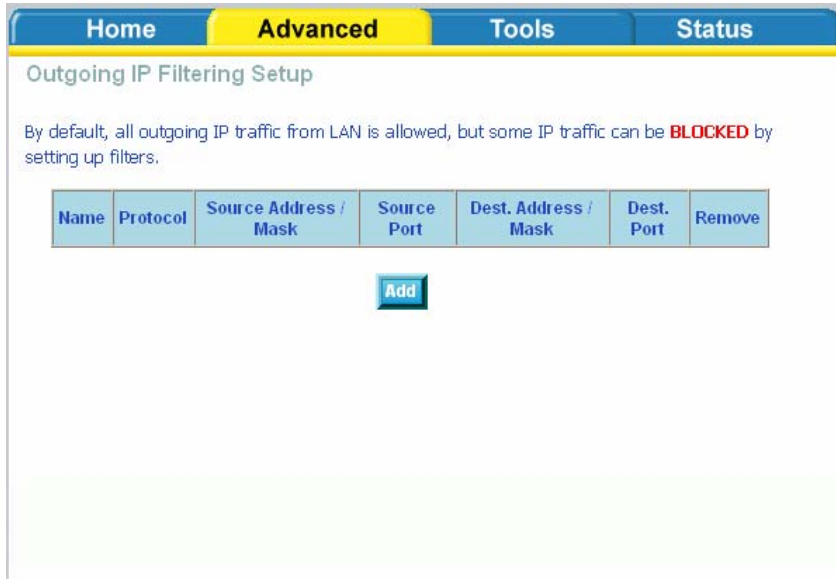 Home Advanced Tools Status
Outgoing IP Filtering Setup
By default, all outgoing IP traffic from LAN is allowed, but some IP traffic can be BLOCKED by
setting up filters.
Name Protocol Source Address / Mask Source Port Dest. Address / Mask Dest. Port Remove
Add